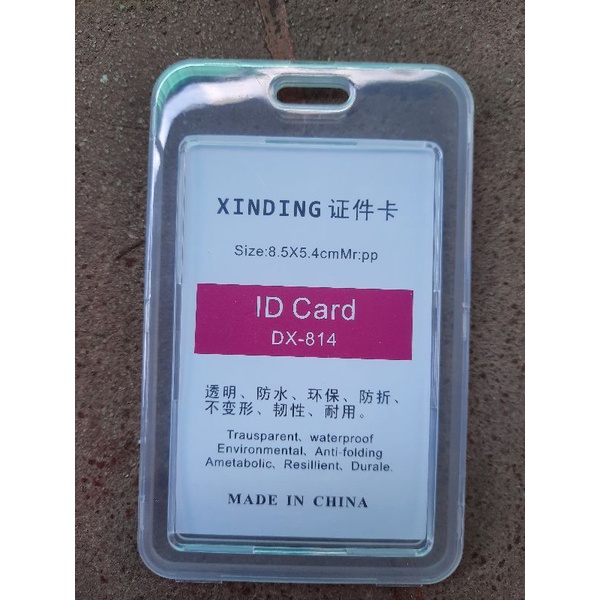 XINDING 证件卡
Size:8.5X5.4cmMr:pp
ID Card
DX-814
透明、防水、环保、防折、
不变形、韧性、耐用。
Trausparent、waterproof
Environmental、Anti-folding
Ametabolic、Resillient、Durale.
MADE IN CHINA